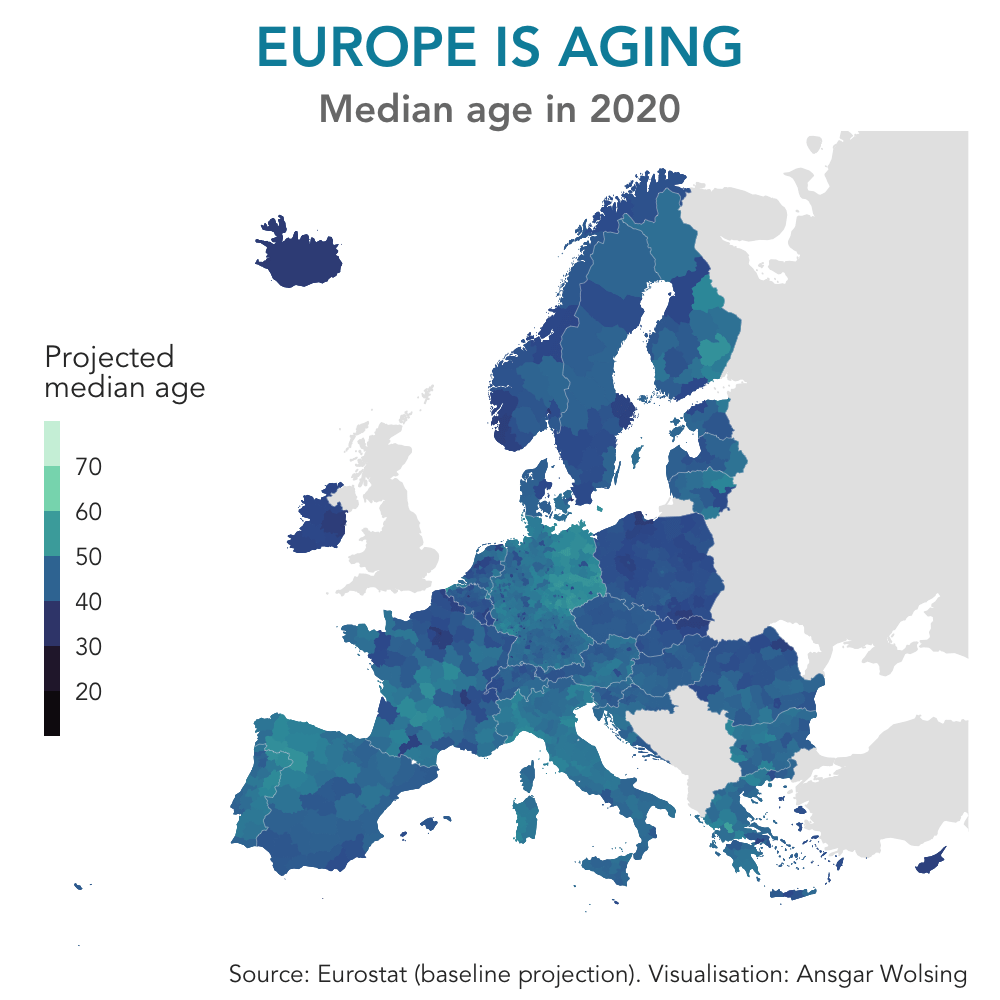 EUROPE IS AGING
Median age in 2020
Projected
median age
70
60
50
40
30
20
Source: Eurostat (baseline projection). Visualisation: Ansgar Wolsing